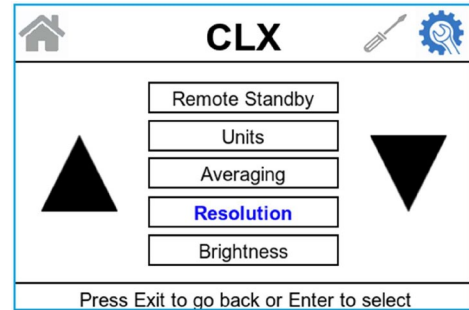 CLX
Remote Standby
Units
Averaging
Resolution
Brightness
Press Exit to go back or Enter to select